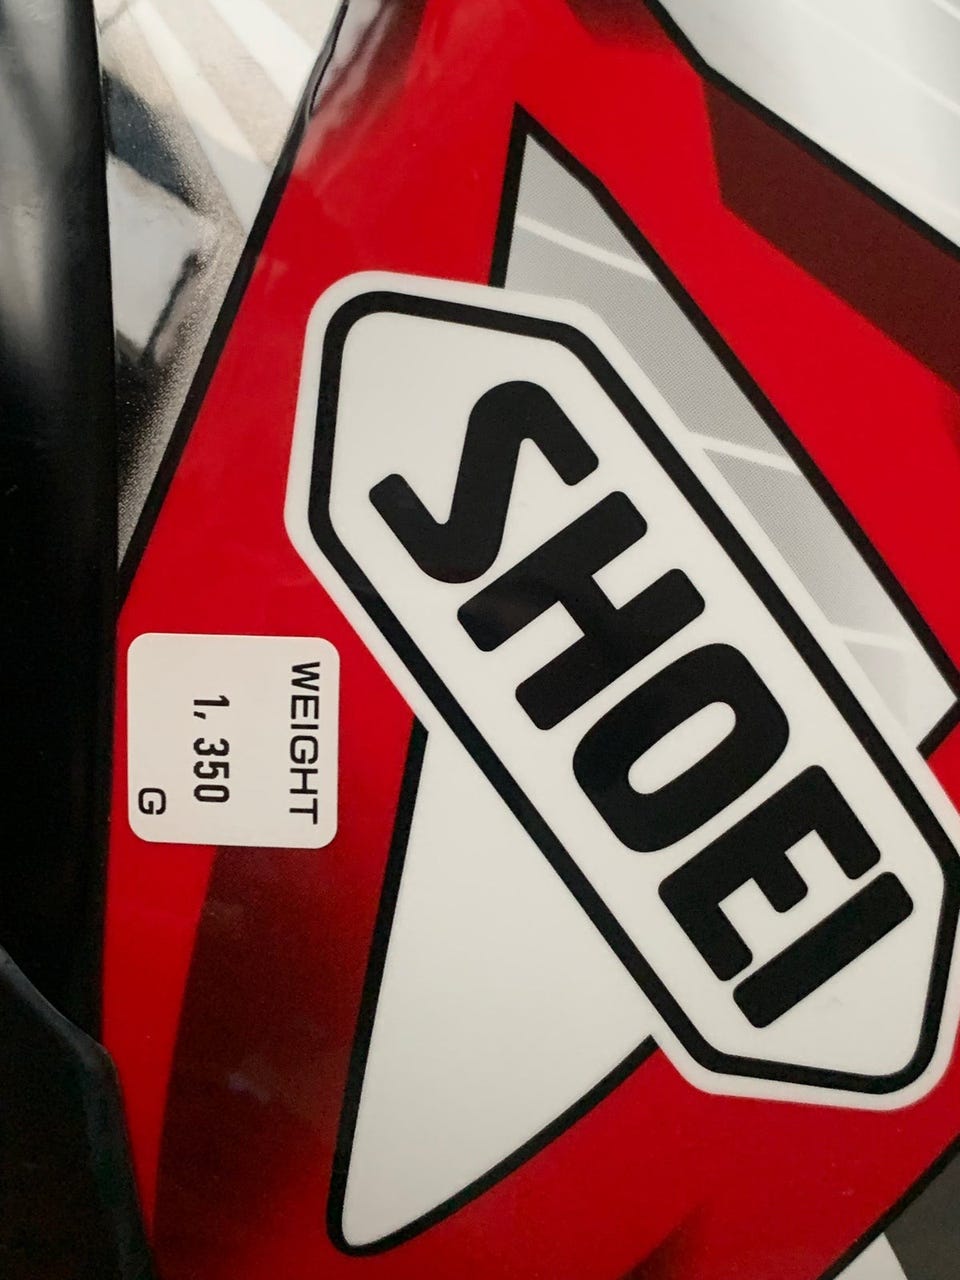 SHOEI
WEIGHT
1, 350
G